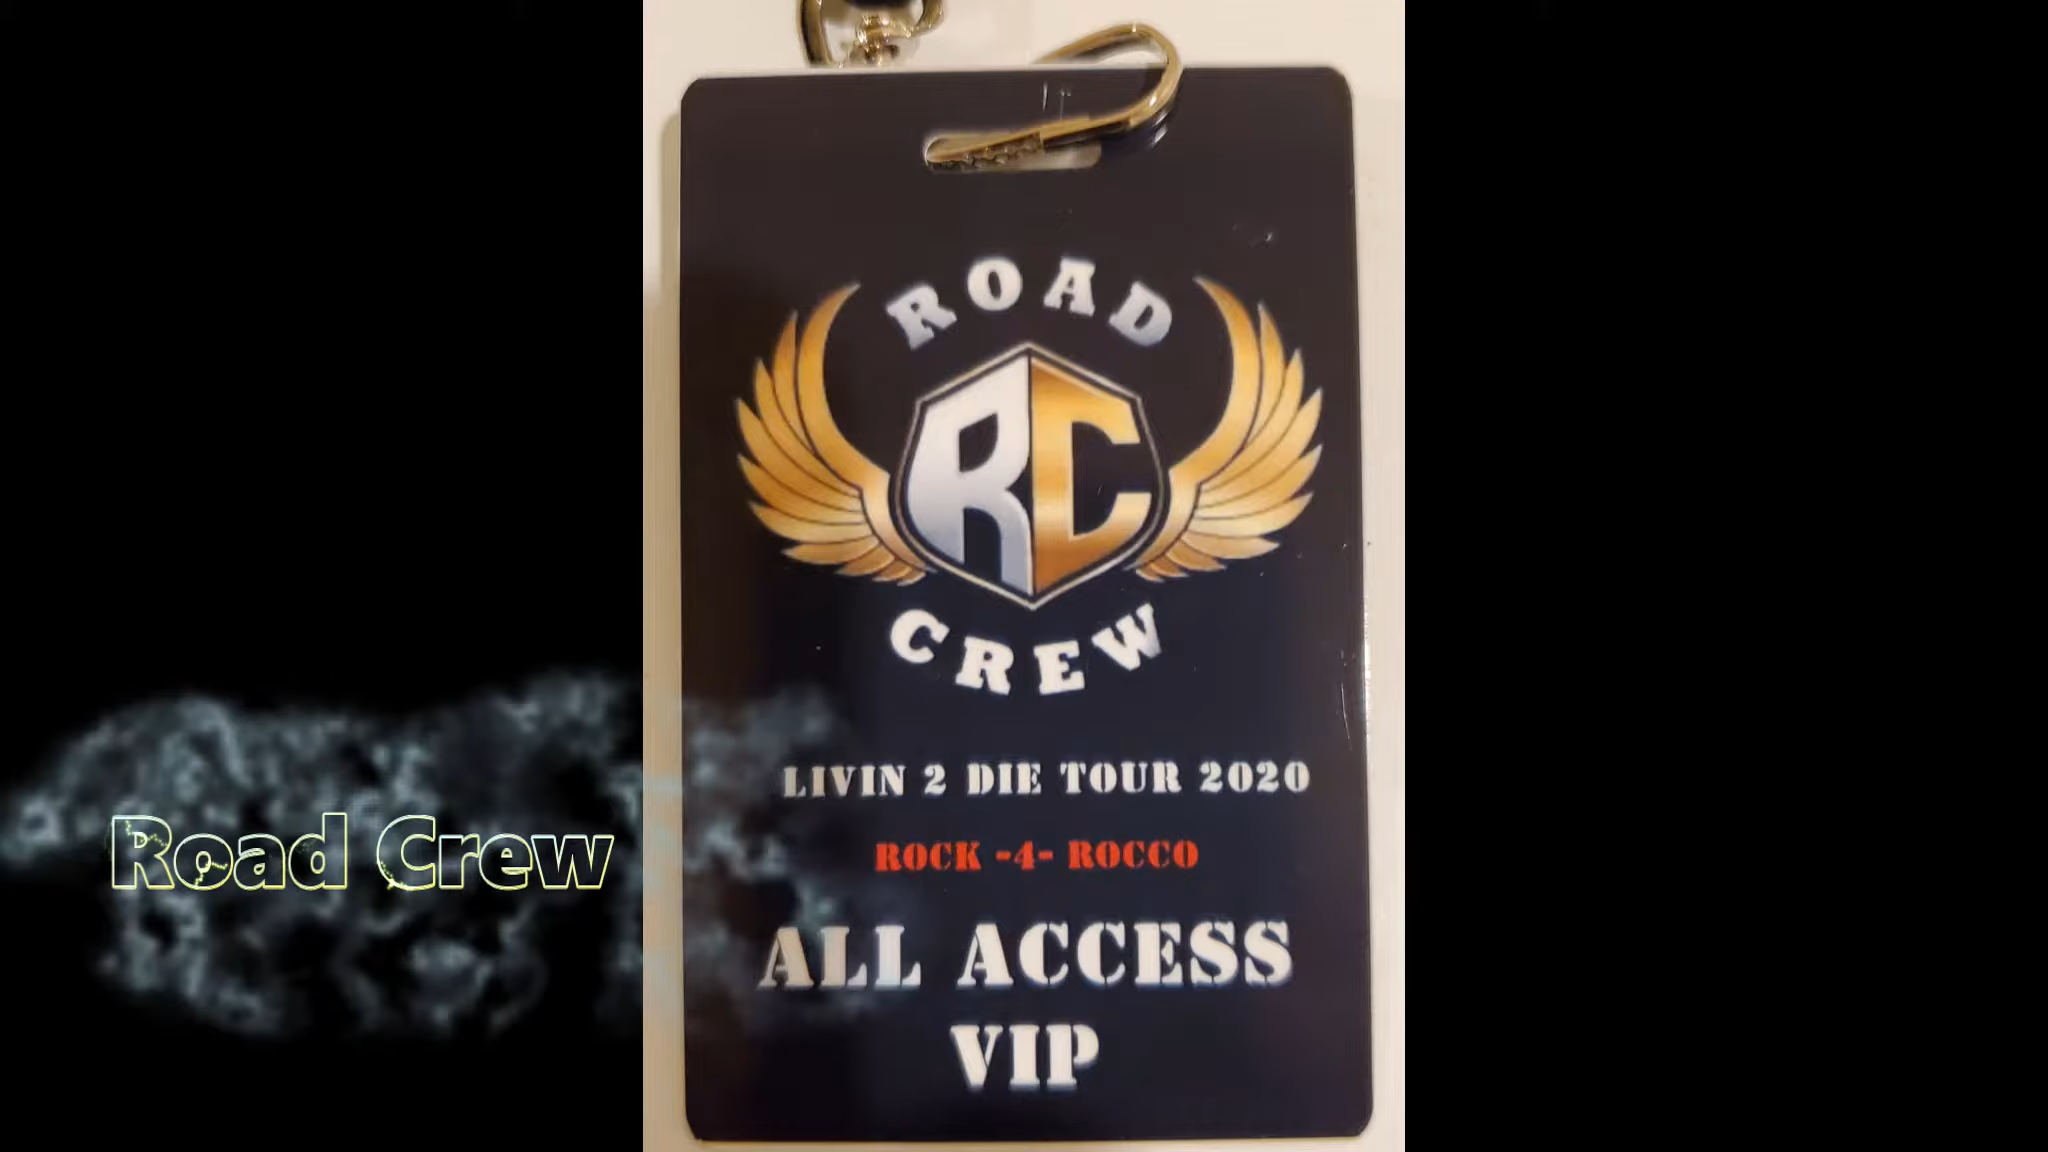 ROAD
RC
CREW
LIVIN 2 DIE TOUR 2020
ROCK -4- ROCCO
ALL ACCESS
VIP
Road Crew